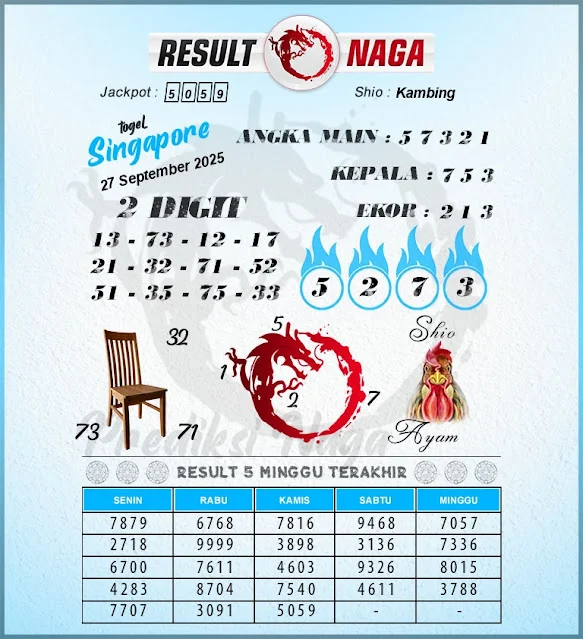 RESULT NAGA
Jackpot : 5059
Shio : Kambing
togel
Singapore
27 September 2025
ANGKA MAIN : 5 7 3 2 1
KEPALA : 7 5 3
EKOR : 2 1 3
2 DIGIT
13 - 73 - 12 - 17
21 - 32 - 71 - 52
51 - 35 - 75 - 33
5 2 7 3
32
73 71
5
1 7
2
Shio
Ayam
Prediksi Naga
RESULT 5 MINGGU TERAKHIR
SENIN RABU KAMIS SABTU MINGGU
7879 6768 7816 9468 7057
2718 9999 3898 3136 7336
6700 7611 4603 9326 8015
4283 8704 7540 4611 3788
7707 3091 5059 - -